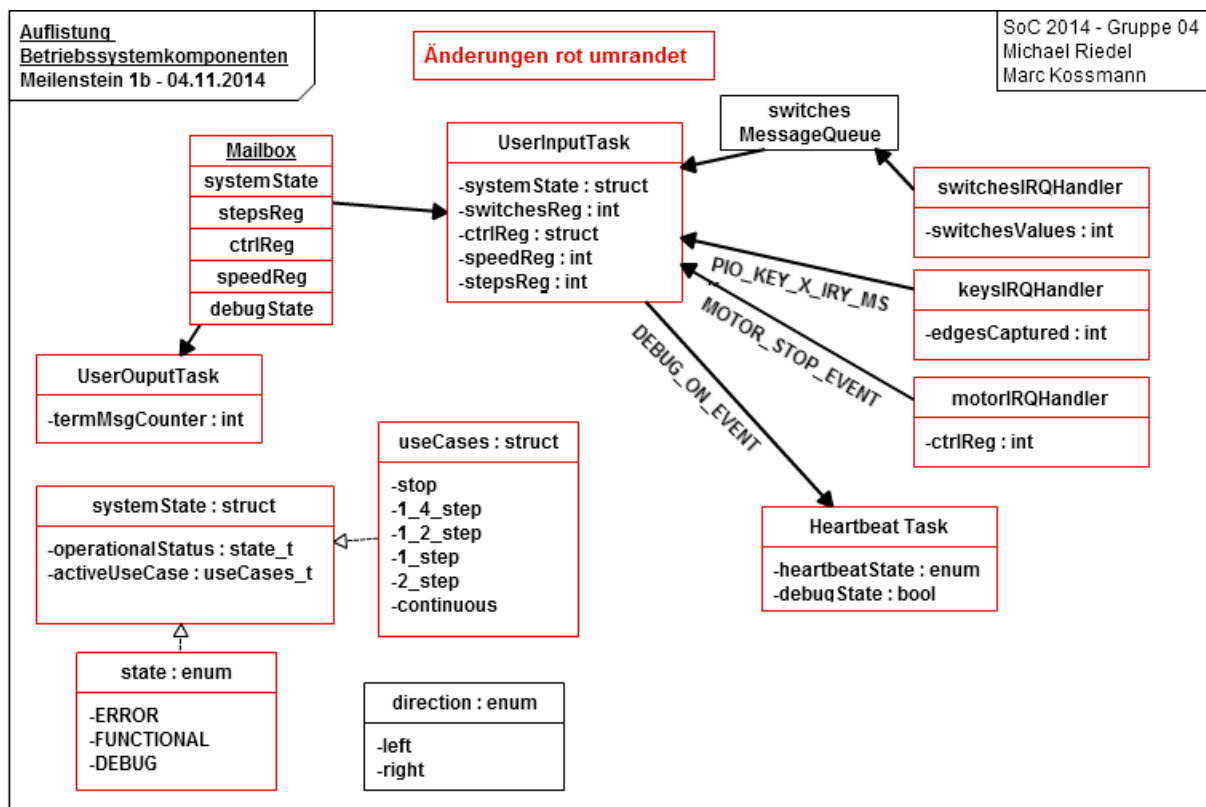 Auflistung
Betriebssystemkomponenten
Meilenstein 1b - 04.11.2014
Änderungen rot umrandet
SoC 2014 - Gruppe 04
Michael Riedel
Marc Kossmann
Mailbox
systemState
stepsReg
ctrlReg
speedReg
debugState
UserInputTask
-systemState : struct
-switchesReg : int
-ctrlReg : struct
-speedReg : int
-stepsReg : int
switches
MessageQueue
switchesIRQHandler
-switchesValues : int
PIO_KEY_X_IRY_MS
keysIRQHandler
-edgesCaptured : int
MOTOR_STOP_EVENT
motorIRQHandler
-ctrlReg : int
DEBUG_ON_EVENT
UserOuputTask
-termMsgCounter : int
useCases : struct
-stop
-1_4_step
-1_2_step
-1_step
-2_step
-continuous
systemState : struct
-operationalStatus : state_t
-activeUseCase : useCases_t
Heartbeat Task
-heartbeatState : enum
-debugState : bool
state : enum
-ERROR
-FUNCTIONAL
-DEBUG
direction : enum
-left
-right